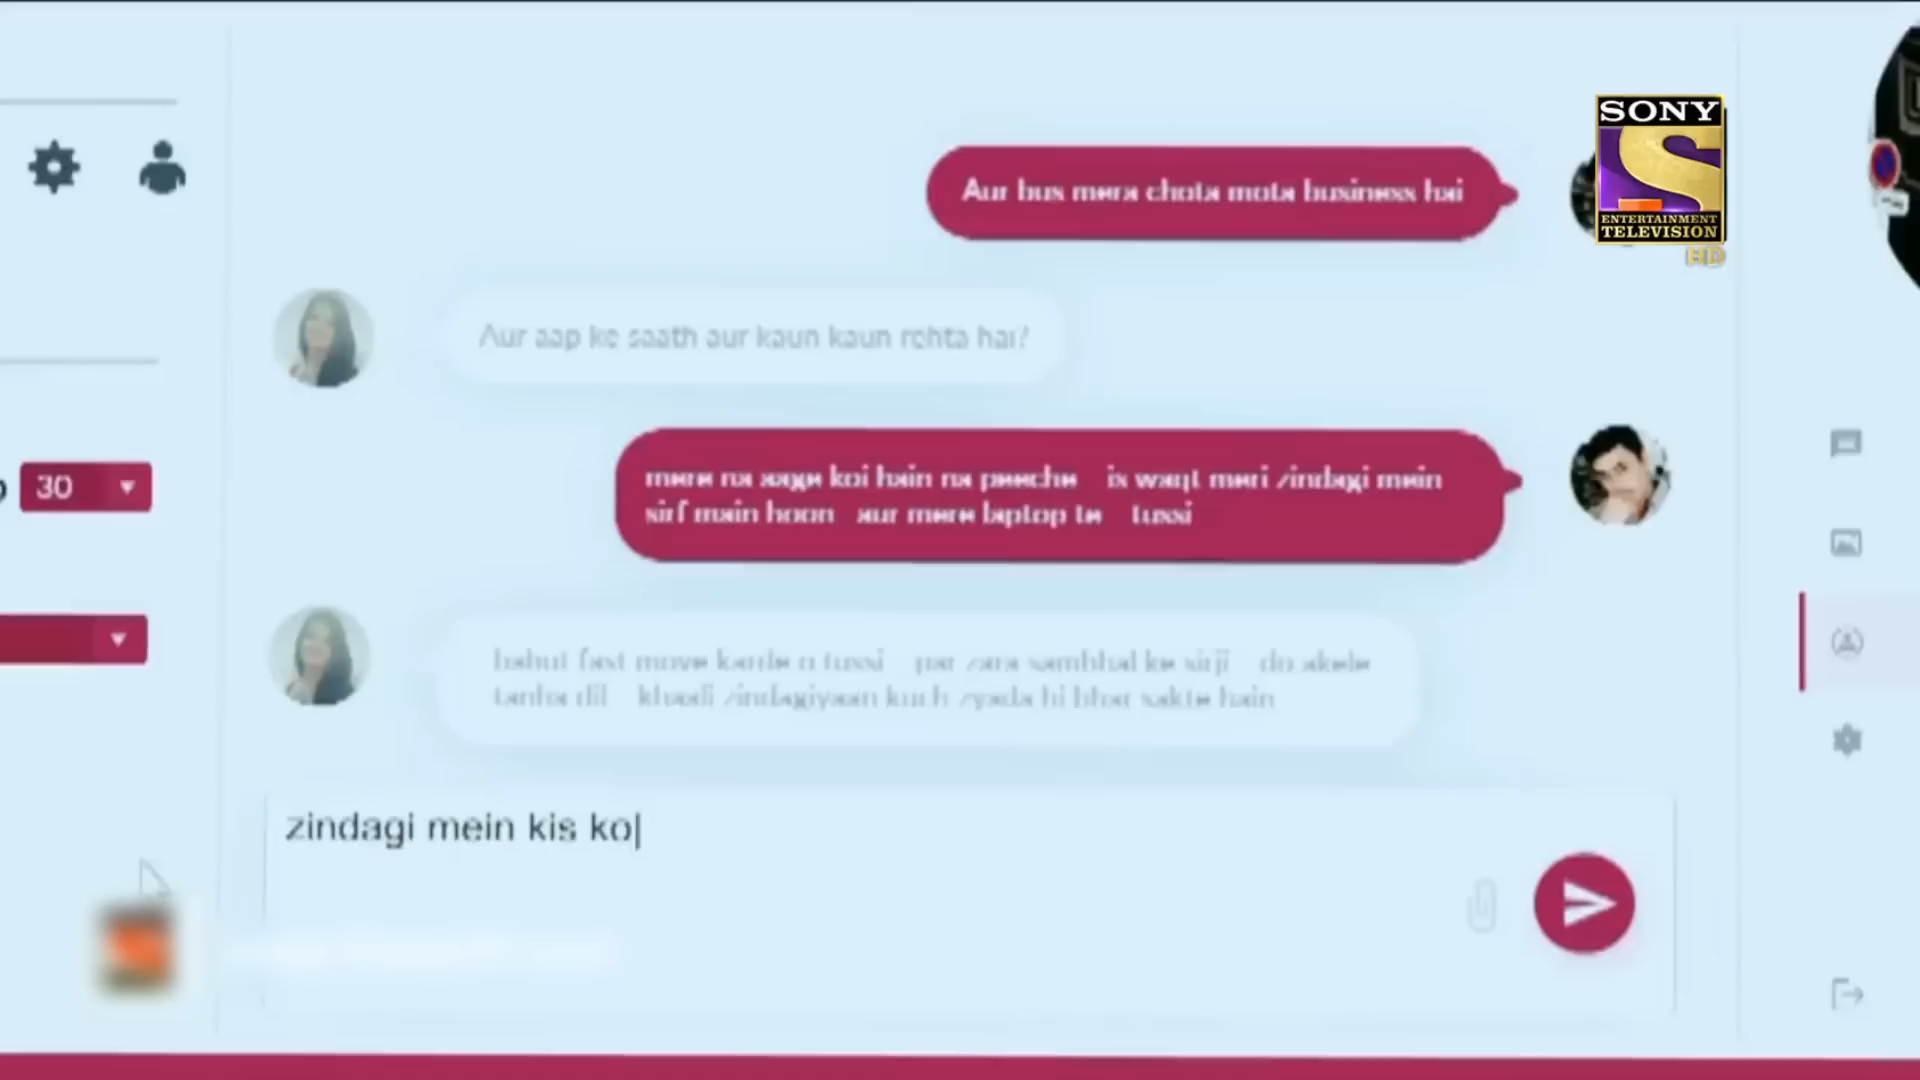 SONY
ENTERTAINMENT
TELEVISION
HD
Aur bus mera chota mota business hai
Aur aap ke saath aur kaun kaun rehta hai?
mere na aage koi hain na peeche is waqt meri zindagi mein
sirf main hoon aur mere laptop te tussi
30
bahut fast move karde o tussi par zara sambhal ke sirji do akele
tanha dil khaali zindagiyaan kuch zyada hi bhar sakte hain
zindagi mein kis ko